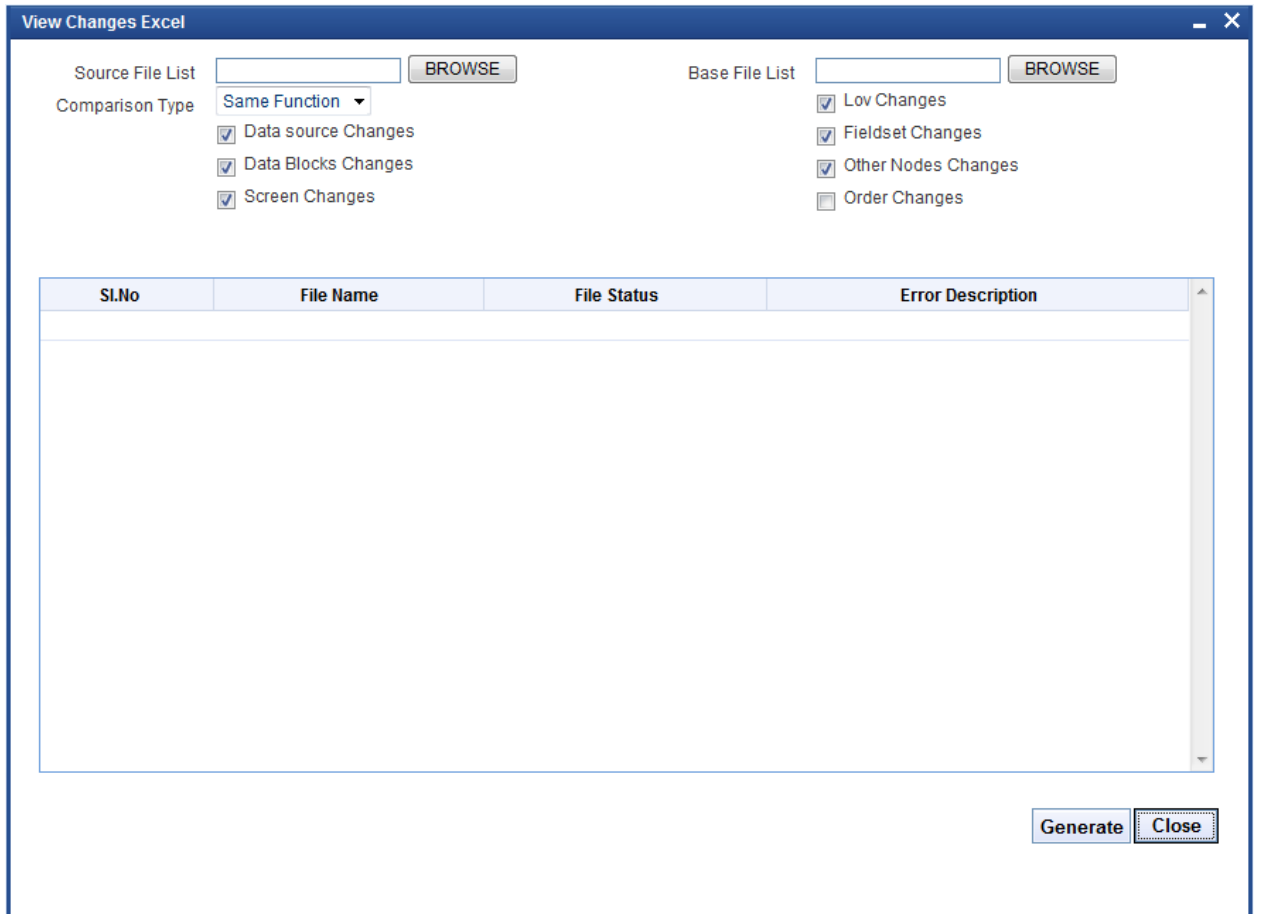 View Changes Excel
Source File List BROWSE Base File List BROWSE
Comparison Type Same Function Lov Changes
Data source Changes Fieldset Changes
Data Blocks Changes Other Nodes Changes
Screen Changes Order Changes
Sl.No File Name File Status Error Description
Generate Close